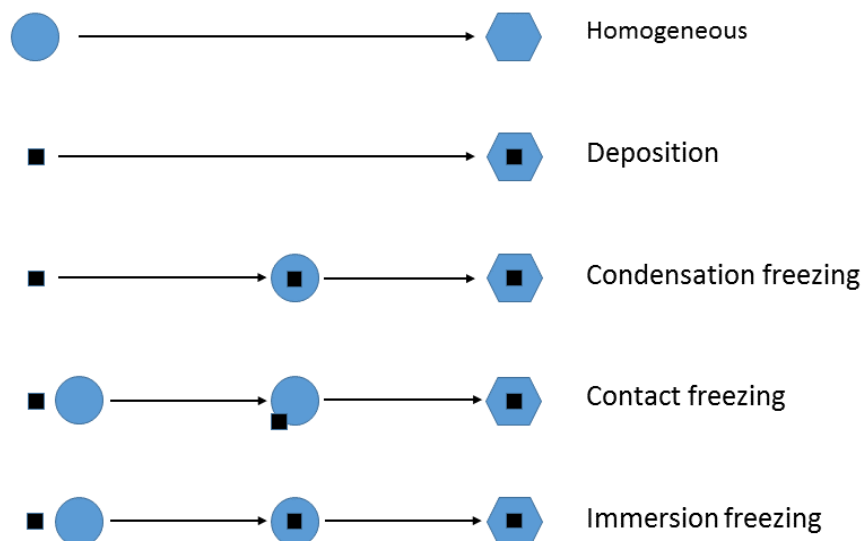 Homogeneous
Deposition
Condensation freezing
Contact freezing
Immersion freezing